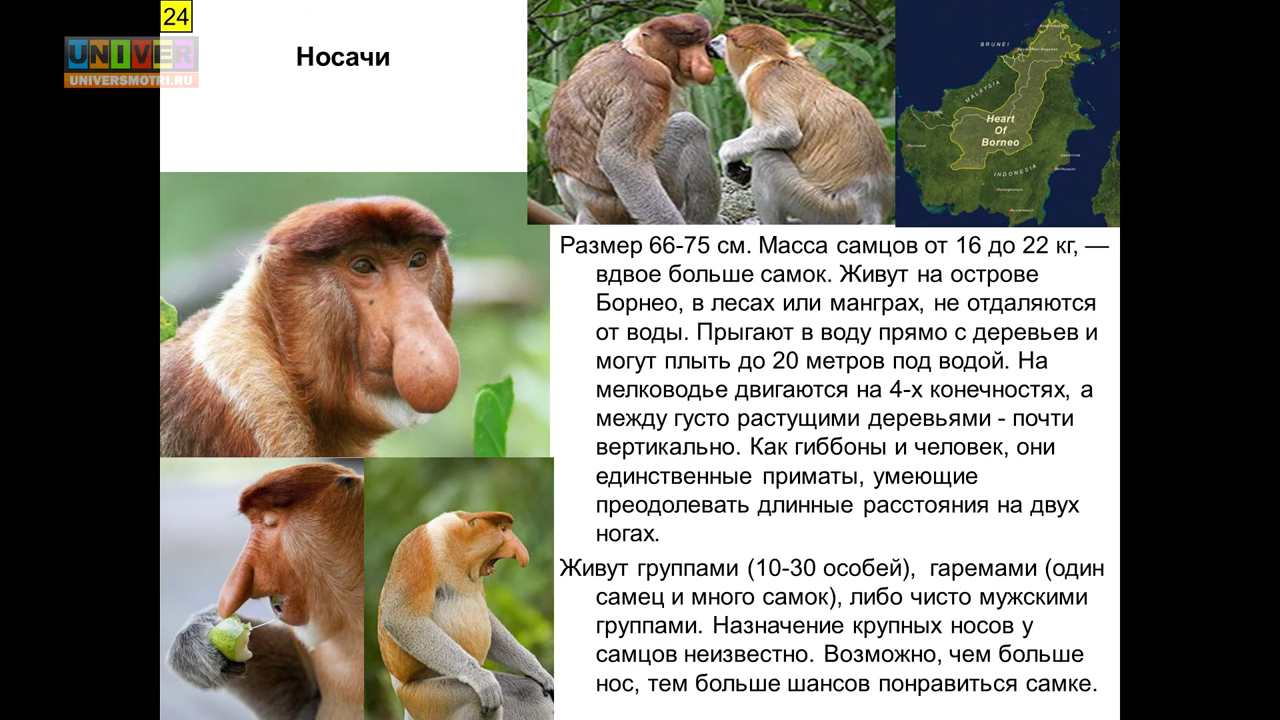 24
UNIVER
UNIVERSMOTRI.RU
Носачи
BRUNEI
MALAYSIA
Heart
Of
Borneo
INDONESIA
Размер 66-75 см. Масса самцов от 16 до 22 кг, —
вдвое больше самок. Живут на острове
Борнео, в лесах или манграх, не отдаляются
от воды. Прыгают в воду прямо с деревьев и
могут плыть до 20 метров под водой. На
мелководье двигаются на 4-х конечностях, а
между густо растущими деревьями - почти
вертикально. Как гиббоны и человек, они
единственные приматы, умеющие
преодолевать длинные расстояния на двух
ногах.
Живут группами (10-30 особей), гаремами (один
самец и много самок), либо чисто мужскими
группами. Назначение крупных носов у
самцов неизвестно. Возможно, чем больше
нос, тем больше шансов понравиться самке.